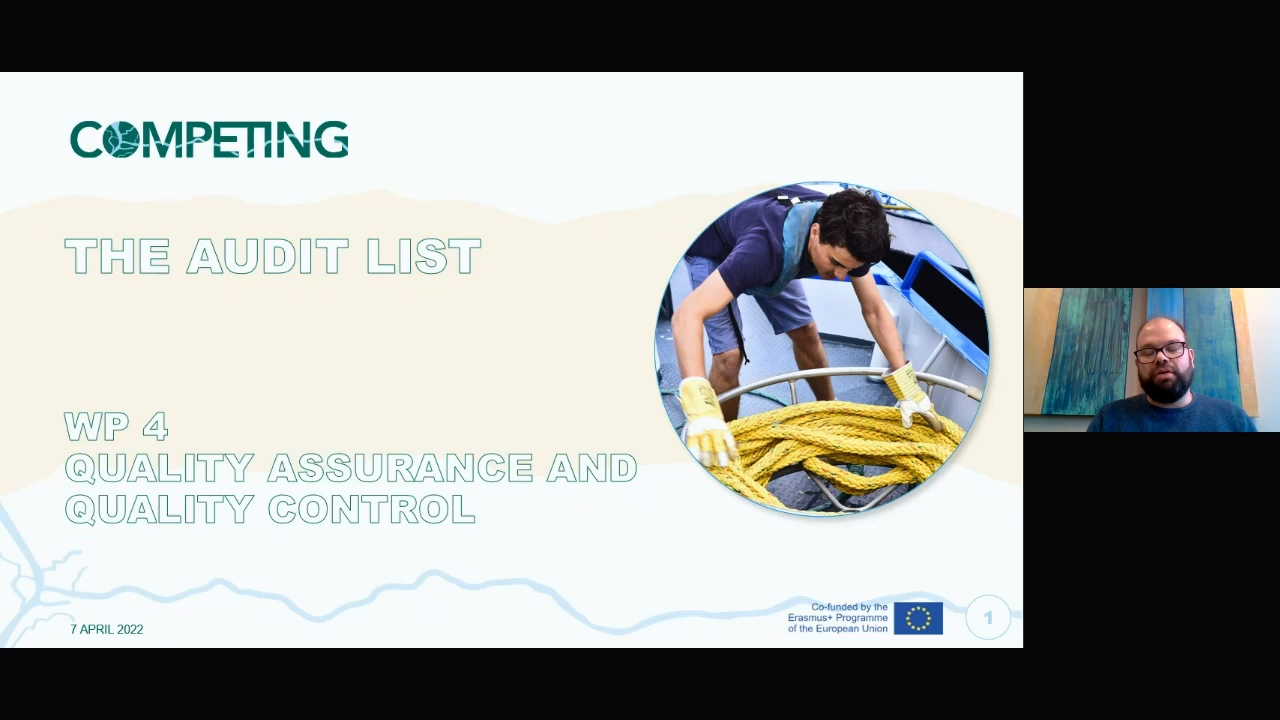 COMPETING
THE AUDIT LIST
WP 4
QUALITY ASSURANCE AND
QUALITY CONTROL
7 APRIL 2022
Co-funded by the
Erasmus+ Programme
of the European Union
1